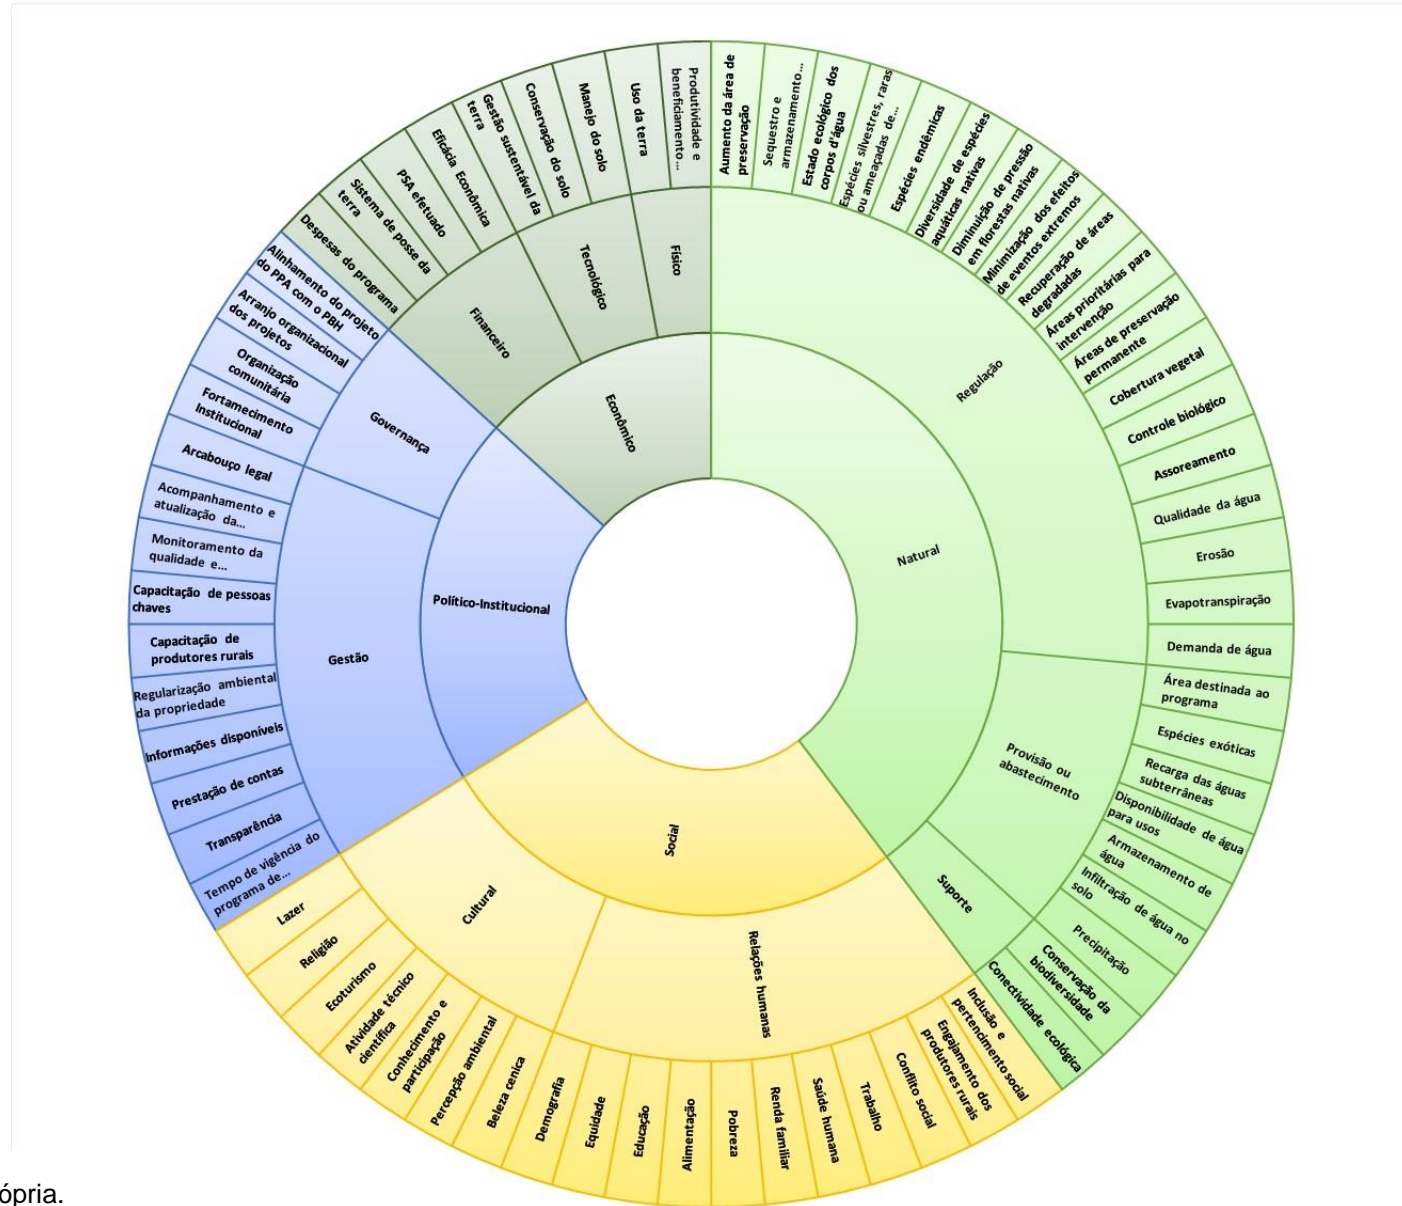 Natural
Regulação
Aumento da área de
preservação
Sequestro e
armazenamento...
Estado ecológico dos
corpos d'água
Espécies silvestres, raras
ou ameaçadas de...
Espécies endêmicas
Diversidade de espécies
aquáticas nativas
Diminuição de pressão
em florestas nativas
Minimização dos efeitos
de eventos extremos
Recuperação de áreas
degradadas
Áreas prioritárias para
intervenção
Áreas de preservação
permanente
Cobertura vegetal
Controle biológico
Assoreamento
Qualidade da água
Erosão
Evapotranspiração
Demanda de água
Provisão ou
abastecimento
Área destinada ao
programa
Espécies exóticas
Recarga das águas
subterrâneas
Disponibilidade de água
para usos
Armazenamento de
água
Infiltração de água no
solo
Precipitação
Suporte
Conservação da
biodiversidade
Conectividade ecológica
Social
Relações humanas
Inclusão e
pertencimento social
Engajamento dos
produtores rurais
Conflito social
Trabalho
Saúde humana
Renda familiar
Pobreza
Alimentação
Educação
Equidade
Demografia
Cultural
Beleza cenica
Percepção ambiental
Conhecimento e
participação
Atividade técnico
científica
Ecoturismo
Religião
Lazer
Político-Institucional
Gestão
Tempo de vigência do
programa de...
Transparência
Prestação de contas
Informações disponíveis
Regularização ambiental
da propriedade
Capacitação de
produtores rurais
Capacitação de pessoas
chaves
Monitoramento da
qualidade e...
Acompanhamento e
atualização da...
Arcabouço legal
Governança
Fortamecimento
Institucional
Organização
comunitária
Arranjo organizacional
dos projetos
Alinhamento do projeto
do PPA com o PBH
Econômico
Financeiro
Despesas do programa
Sistema de posse da
terra
PSA efetuado
Eficácia Econômica
Tecnológico
Gestão sustentável da
terra
Conservação do solo
Manejo do solo
Físico
Uso da terra
Produtividade e
beneficiamento...
ópria.